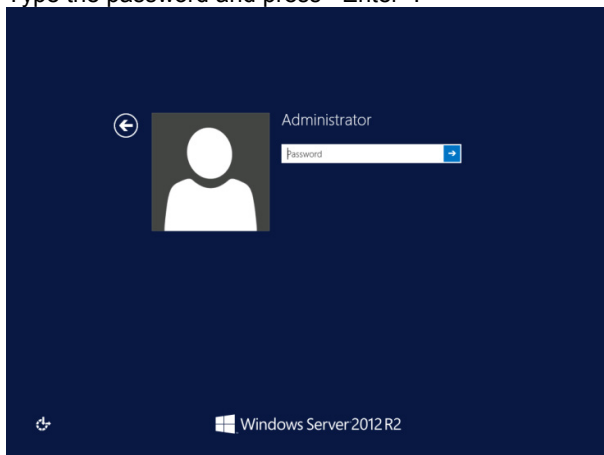 Type the password and press "Enter".
Administrator
Password
Windows Server 2012 R2